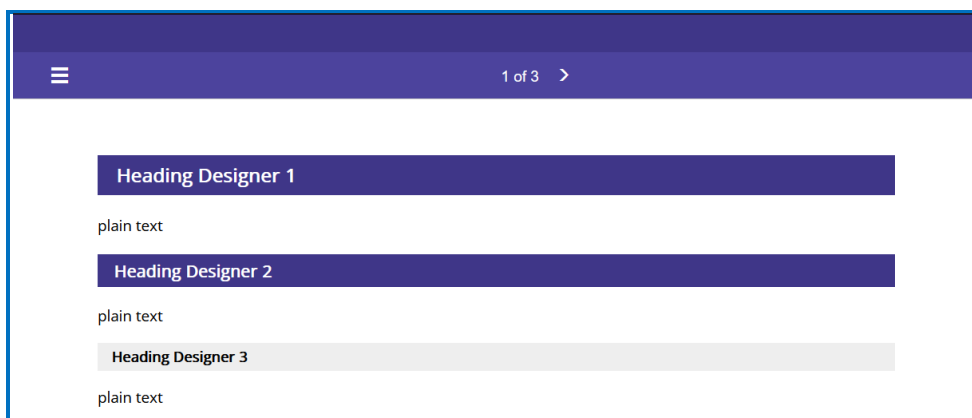 1 of 3
Heading Designer 1
plain text
Heading Designer 2
plain text
Heading Designer 3
plain text